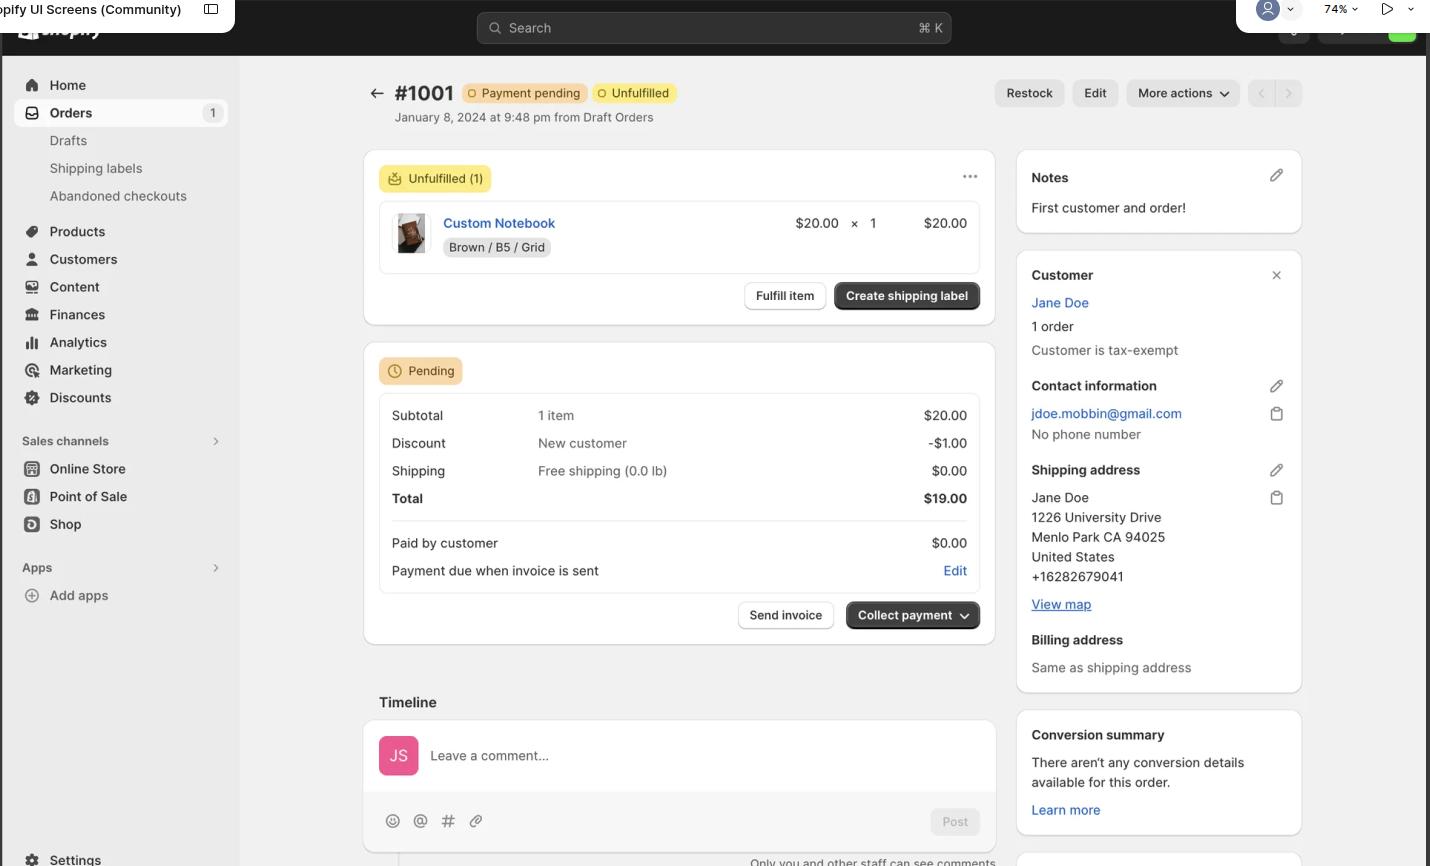 opify UI Screens (Community)
74%
Search
⌘ K
Home
Orders
1
Drafts
Shipping labels
Abandoned checkouts
Products
Customers
Content
Finances
Analytics
Marketing
Discounts
Sales channels
Online Store
Point of Sale
Shop
Apps
Add apps
Settings
#1001 Payment pending Unfulfilled
January 8, 2024 at 9:48 pm from Draft Orders
Restock
Edit
More actions
Unfulfilled (1)
Custom Notebook $20.00 × 1 $20.00
Brown / B5 / Grid
Fulfill item
Create shipping label
Pending
Subtotal 1 item $20.00
Discount New customer -$1.00
Shipping Free shipping (0.0 lb) $0.00
Total $19.00
Paid by customer $0.00
Payment due when invoice is sent Edit
Send invoice
Collect payment
Timeline
JS
Leave a comment...
Post
Only you and other staff can see comments
Notes
First customer and order!
Customer
Jane Doe
1 order
Customer is tax-exempt
Contact information
jdoe.mobbin@gmail.com
No phone number
Shipping address
Jane Doe
1226 University Drive
Menlo Park CA 94025
United States
+16282679041
View map
Billing address
Same as shipping address
Conversion summary
There aren't any conversion details
available for this order.
Learn more